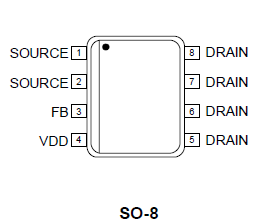 SOURCE 1 8 DRAIN
SOURCE 2 7 DRAIN
FB 3 6 DRAIN
VDD 4 5 DRAIN
SO-8